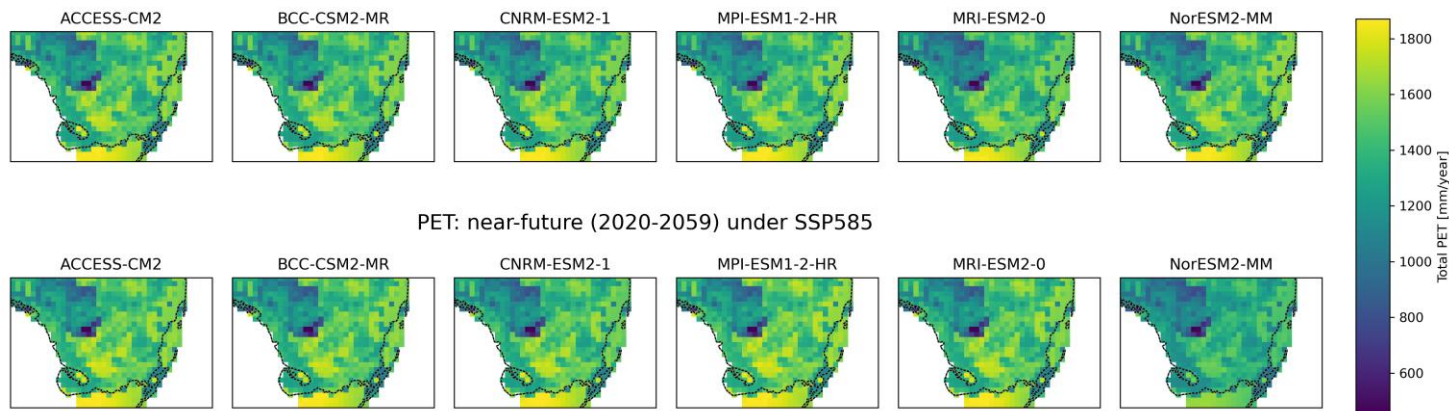 ACCESS-CM2 BCC-CSM2-MR CNRM-ESM2-1 MPI-ESM1-2-HR MRI-ESM2-0 NorESM2-MM
PET: near-future (2020-2059) under SSP585
ACCESS-CM2 BCC-CSM2-MR CNRM-ESM2-1 MPI-ESM1-2-HR MRI-ESM2-0 NorESM2-MM
1800
1600
1400
1200
1000
800
600
Total PET [mm/year]